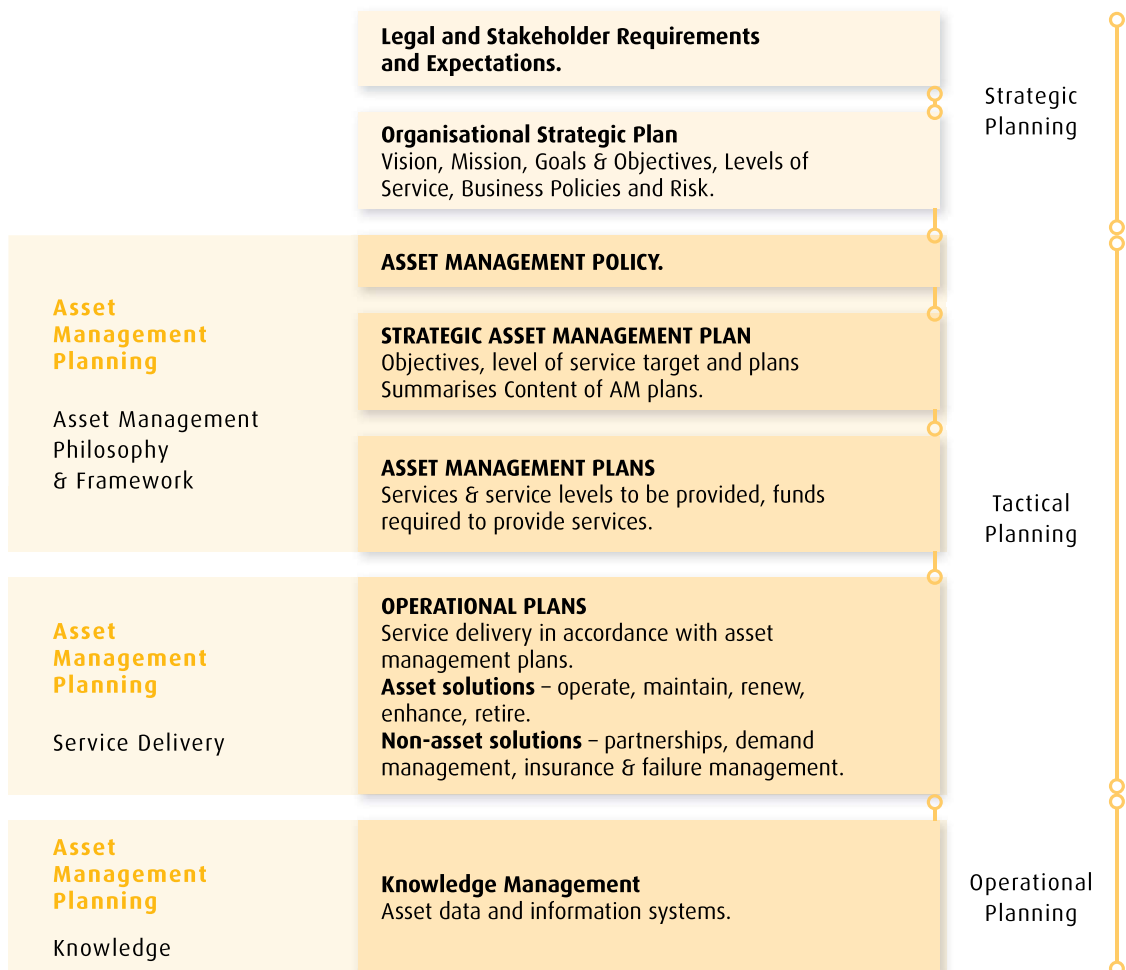 Legal and Stakeholder Requirements
and Expectations.
Strategic
Planning
Organisational Strategic Plan
Vision, Mission, Goals & Objectives, Levels of
Service, Business Policies and Risk.
Asset
Management
Planning
Asset Management
Philosophy
& Framework
ASSET MANAGEMENT POLICY.
STRATEGIC ASSET MANAGEMENT PLAN
Objectives, level of service target and plans
Summarises Content of AM plans.
ASSET MANAGEMENT PLANS
Services & service levels to be provided, funds
required to provide services.
Tactical
Planning
Asset
Management
Planning
Service Delivery
OPERATIONAL PLANS
Service delivery in accordance with asset
management plans.
Asset solutions – operate, maintain, renew,
enhance, retire.
Non-asset solutions – partnerships, demand
management, insurance & failure management.
Asset
Management
Planning
Knowledge
Knowledge Management
Asset data and information systems.
Operational
Planning